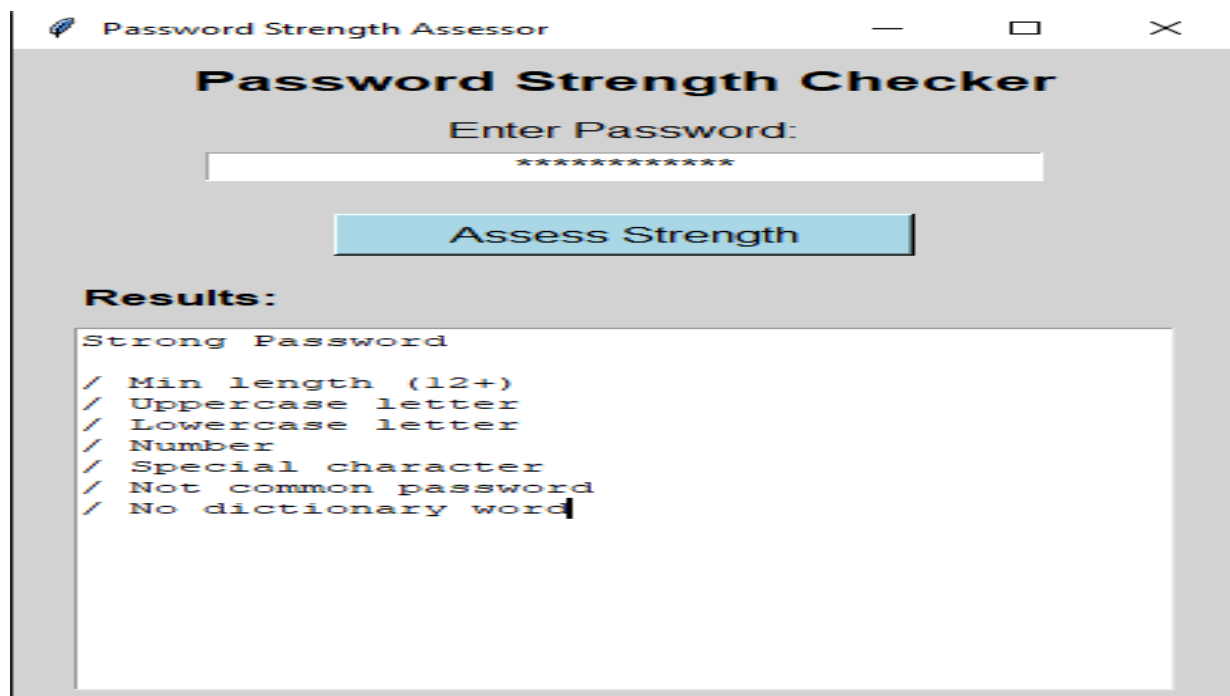 Password Strength Assessor
Password Strength Checker
Enter Password:
************
Assess Strength
Results:
Strong Password
/ Min length (12+)
/ Uppercase letter
/ Lowercase letter
/ Number
/ Special character
/ Not common password
/ No dictionary word